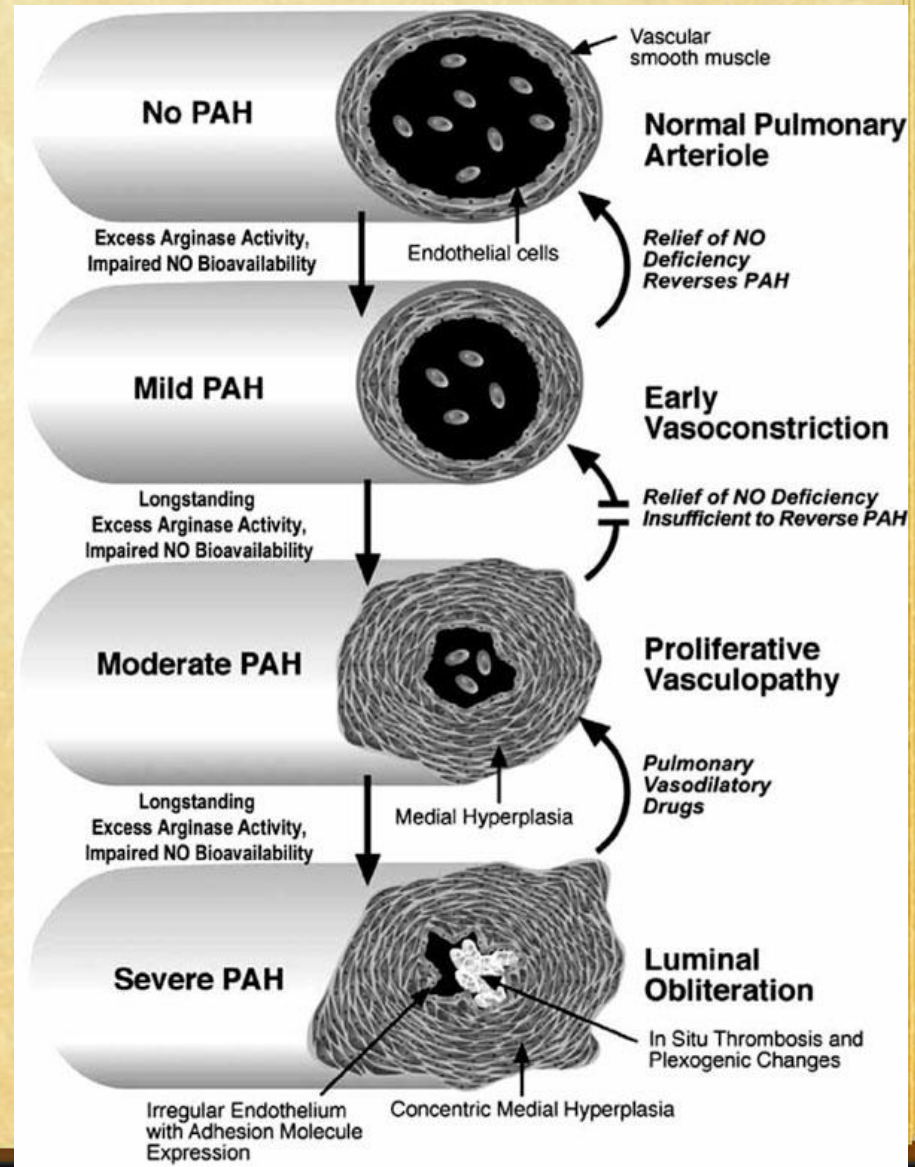 Vascular
smooth muscle
No PAH
Normal Pulmonary
Arteriole
Excess Arginase Activity,
Impaired NO Bioavailability
Endothelial cells
Relief of NO
Deficiency
Reverses PAH
Mild PAH
Early
Vasoconstriction
Longstanding
Excess Arginase Activity,
Impaired NO Bioavailability
Relief of NO Deficiency
Insufficient to Reverse PAH
Moderate PAH
Proliferative
Vasculopathy
Longstanding
Excess Arginase Activity,
Impaired NO Bioavailability
Medial Hyperplasia
Pulmonary
Vasodilatory
Drugs
Severe PAH
Luminal
Obliteration
In Situ Thrombosis and
Plexogenic Changes
Irregular Endothelium
with Adhesion Molecule
Expression
Concentric Medial Hyperplasia